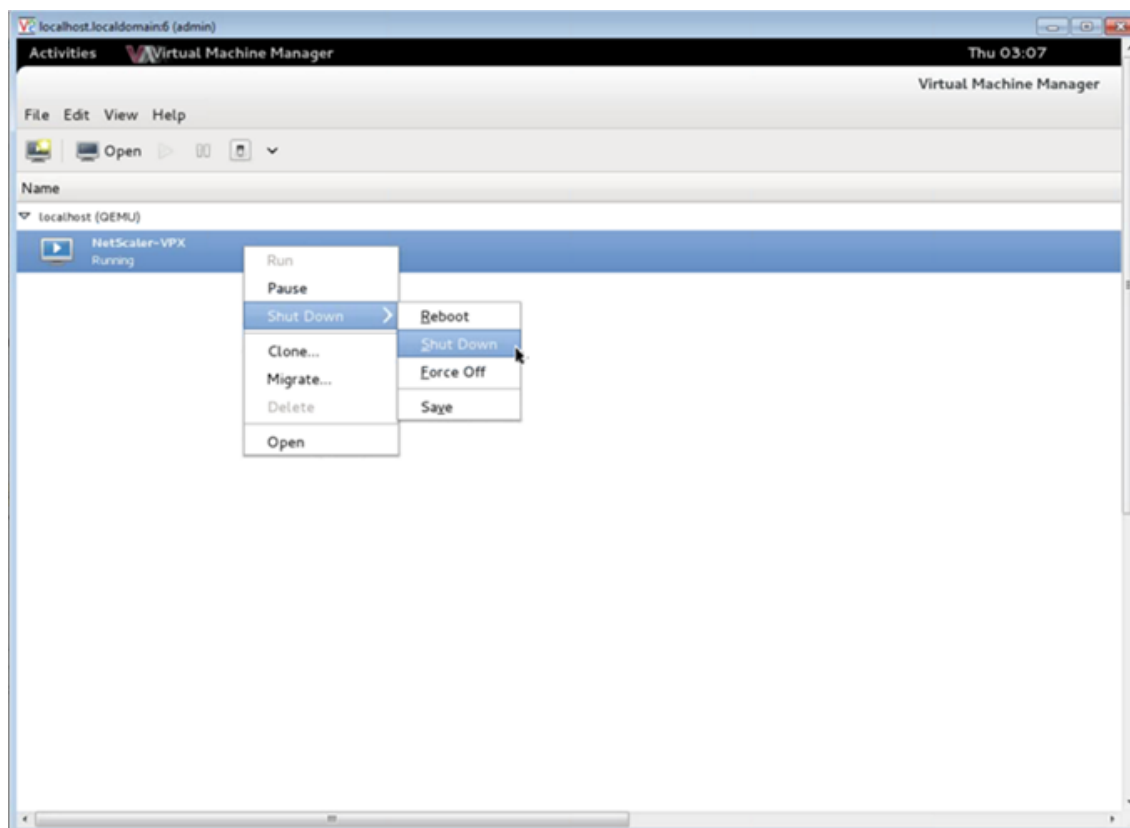 localhost.localdomain:6 (admin)
Activities Virtual Machine Manager Thu 03:07
Virtual Machine Manager
File Edit View Help
Open
Name
localhost (QEMU)
NetScaler-VPX
Running
Run
Pause
Shut Down
Clone...
Migrate...
Delete
Open
Reboot
Shut Down
Force Off
Save